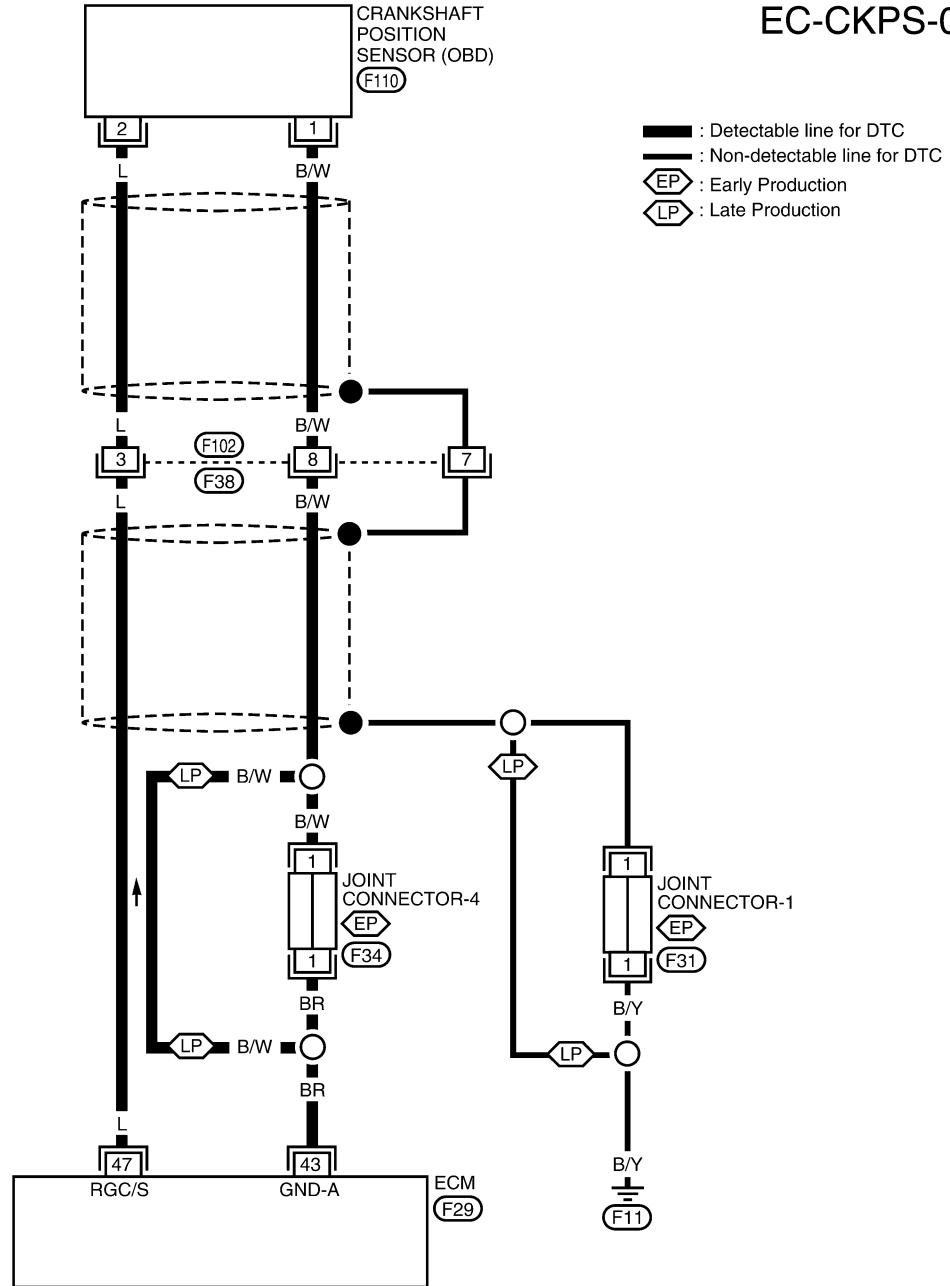 EC-CKPS-0
CRANKSHAFT
POSITION
SENSOR (OBD)
F110
2
1
L
B/W
: Detectable line for DTC
: Non-detectable line for DTC
EP : Early Production
LP : Late Production
L
B/W
3
F102
8
7
F38
L
B/W
LP
B/W
LP
B/W
1
1
JOINT
CONNECTOR-4
EP
F34
1
JOINT
CONNECTOR-1
EP
F31
1
BR
B/Y
LP
B/W
LP
BR
L
47
43
B/Y
RGC/S
GND-A
ECM
F29
F11